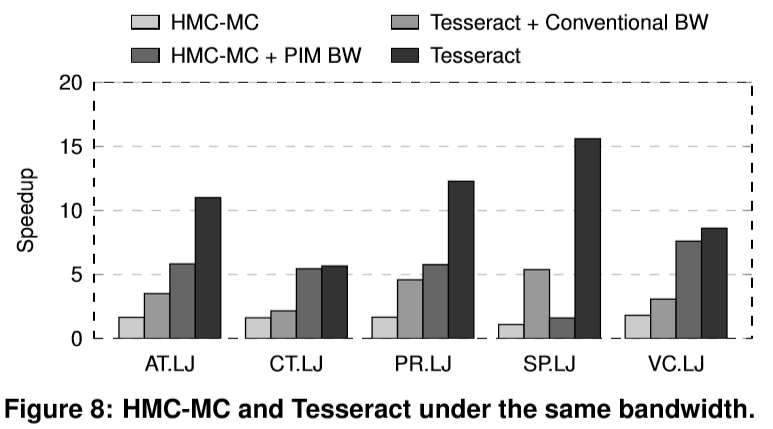 HMC-MC
Tesseract + Conventional BW
HMC-MC + PIM BW
Tesseract
20
15
10
5
0
Speedup
AT.LJ
CT.LJ
PR.LJ
SP.LJ
VC.LJ
Figure 8: HMC-MC and Tesseract under the same bandwidth.